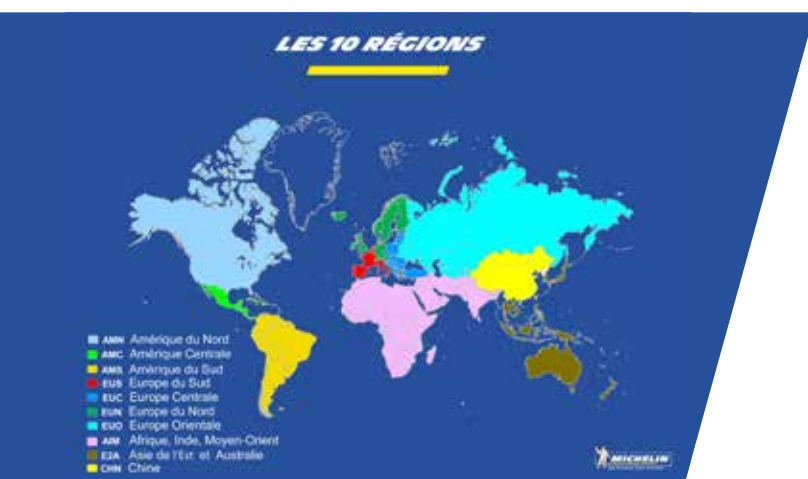 LES 10 RÉGIONS
AMN Amérique du Nord
AMC Amérique Centrale
AMS Amérique du Sud
EUS Europe du Sud
EUC Europe Centrale
EUN Europe du Nord
EUO Europe Orientale
AIM Afrique, Inde, Moyen-Orient
E2A Asie de l'Est et Australie
CHN Chine
MICHELIN